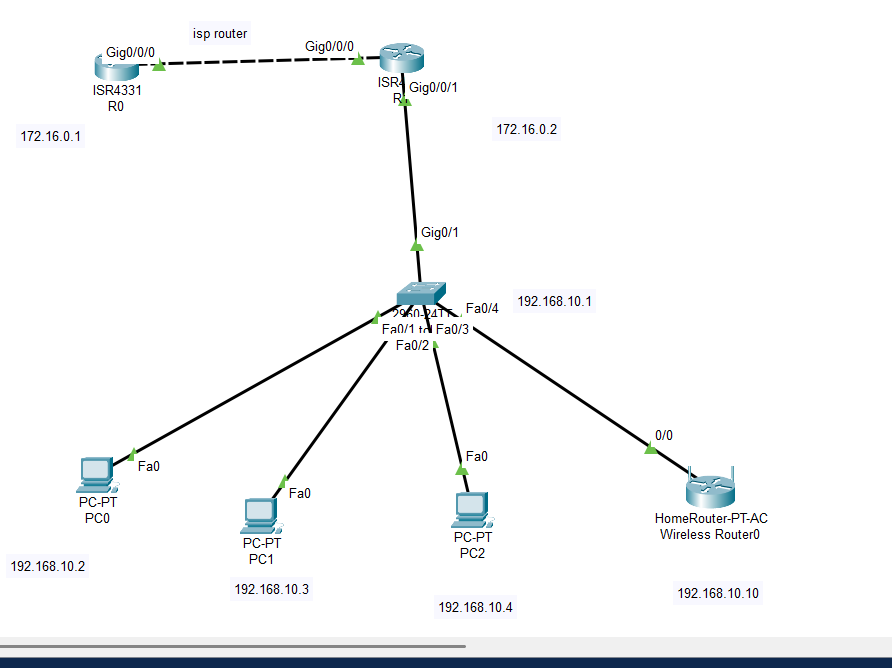 isp router
Gig0/0/0
Gig0/0/0
ISR4331
R0
Gig0/0/1
172.16.0.1
172.16.0.2
Gig0/1
192.168.10.1
Fa0/4
Fa0/1
Fa0/3
Fa0/2
0/0
Fa0
PC-PT
PC0
Fa0
PC-PT
PC1
Fa0
PC-PT
PC2
HomeRouter-PT-AC
Wireless Router0
192.168.10.2
192.168.10.3
192.168.10.4
192.168.10.10